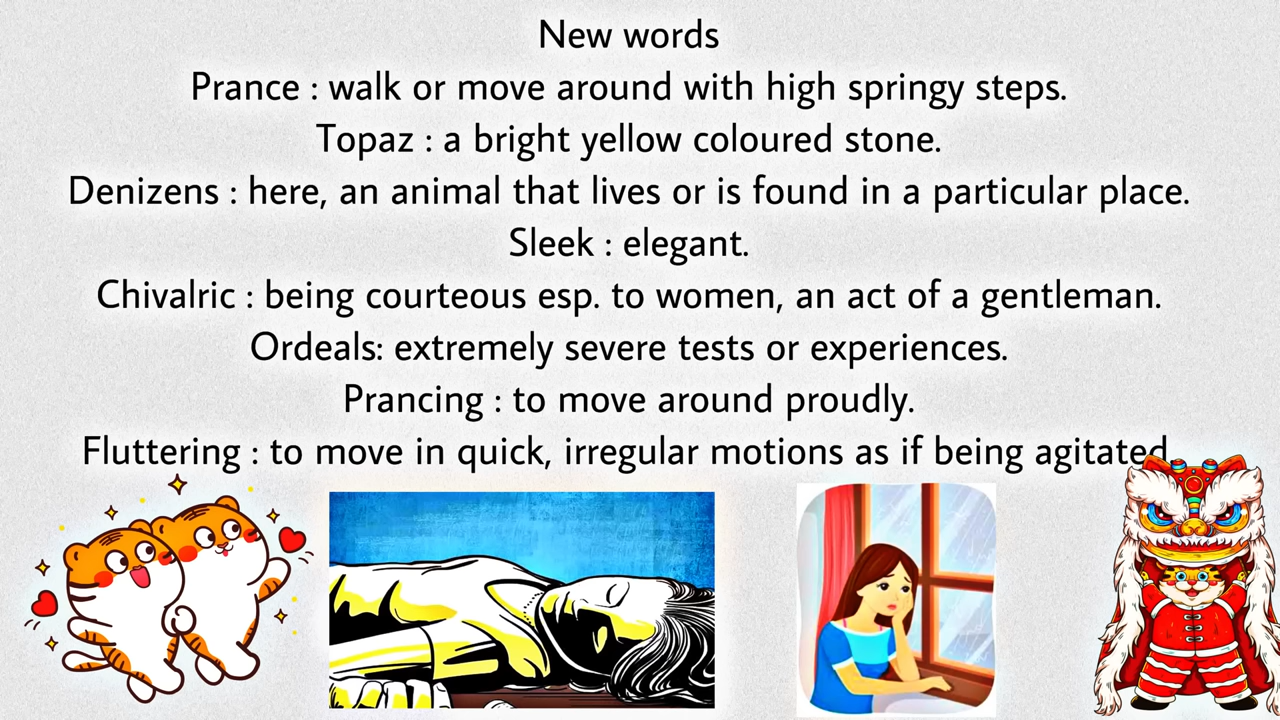 New words
Prance : walk or move around with high springy steps.
Topaz : a bright yellow coloured stone.
Denizens : here, an animal that lives or is found in a particular place.
Sleek : elegant.
Chivalric : being courteous esp. to women, an act of a gentleman.
Ordeals: extremely severe tests or experiences.
Prancing : to move around proudly.
Fluttering : to move in quick, irregular motions as if being agitated.